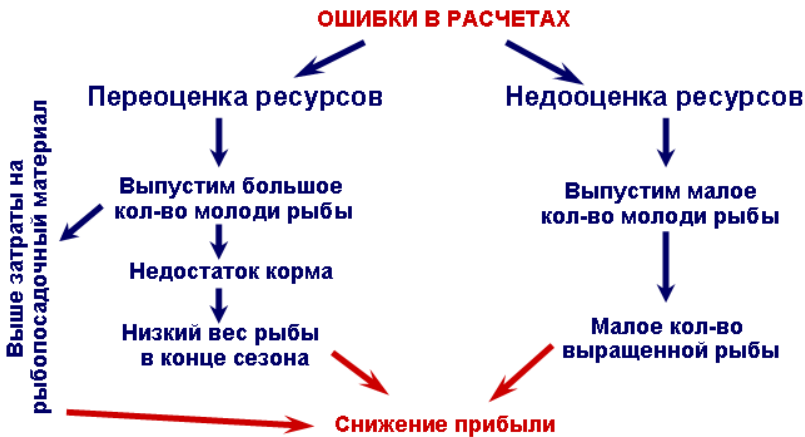 ОШИБКИ В РАСЧЕТАХ
Переоценка ресурсов
Недооценка ресурсов
Выше затраты на
рыбопосадочный материал
Выпустим большое
кол-во молоди рыбы
Выпустим малое
кол-во молоди рыбы
Недостаток корма
Низкий вес рыбы
в конце сезона
Малое кол-во
выращенной рыбы
Снижение прибыли